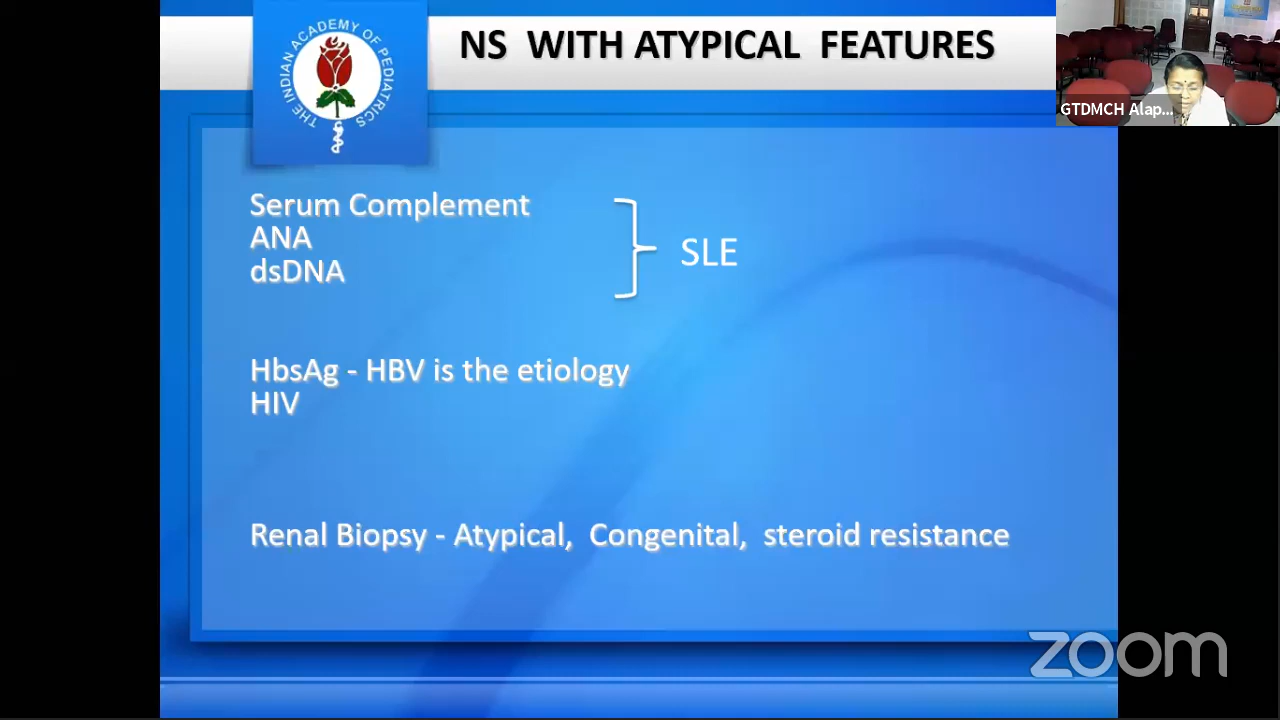 THE INDIAN ACADEMY OF PEDIATRICS
NS WITH ATYPICAL FEATURES
GTDMCH Alap...
Serum Complement
ANA
dsDNA
SLE
HbsAg - HBV is the etiology
HIV
Renal Biopsy - Atypical, Congenital, steroid resistance
zoom